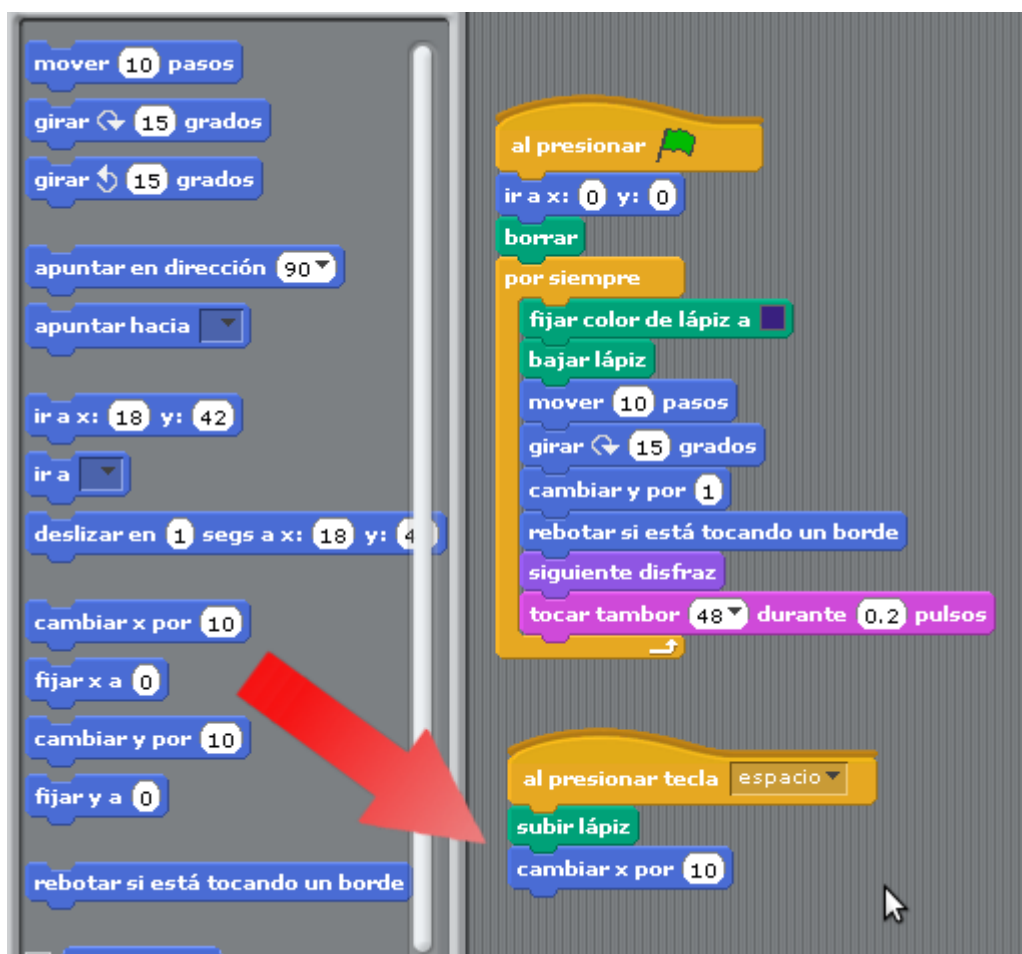 mover 10 pasos
girar 15 grados
girar 15 grados
apuntar en dirección 90
apuntar hacia
ir a x: 18 y: 42
ir a
deslizar en 1 segs a x: 18 y: 4
cambiar x por 10
fijar x a 0
cambiar y por 10
fijar y a 0
rebotar si está tocando un borde
al presionar
ir a x: 0 y: 0
borrar
por siempre
fijar color de lápiz a
bajar lápiz
mover 10 pasos
girar 15 grados
cambiar y por 1
rebotar si está tocando un borde
siguiente disfraz
tocar tambor 48 durante 0.2 pulsos
al presionar tecla espacio
subir lápiz
cambiar x por 10